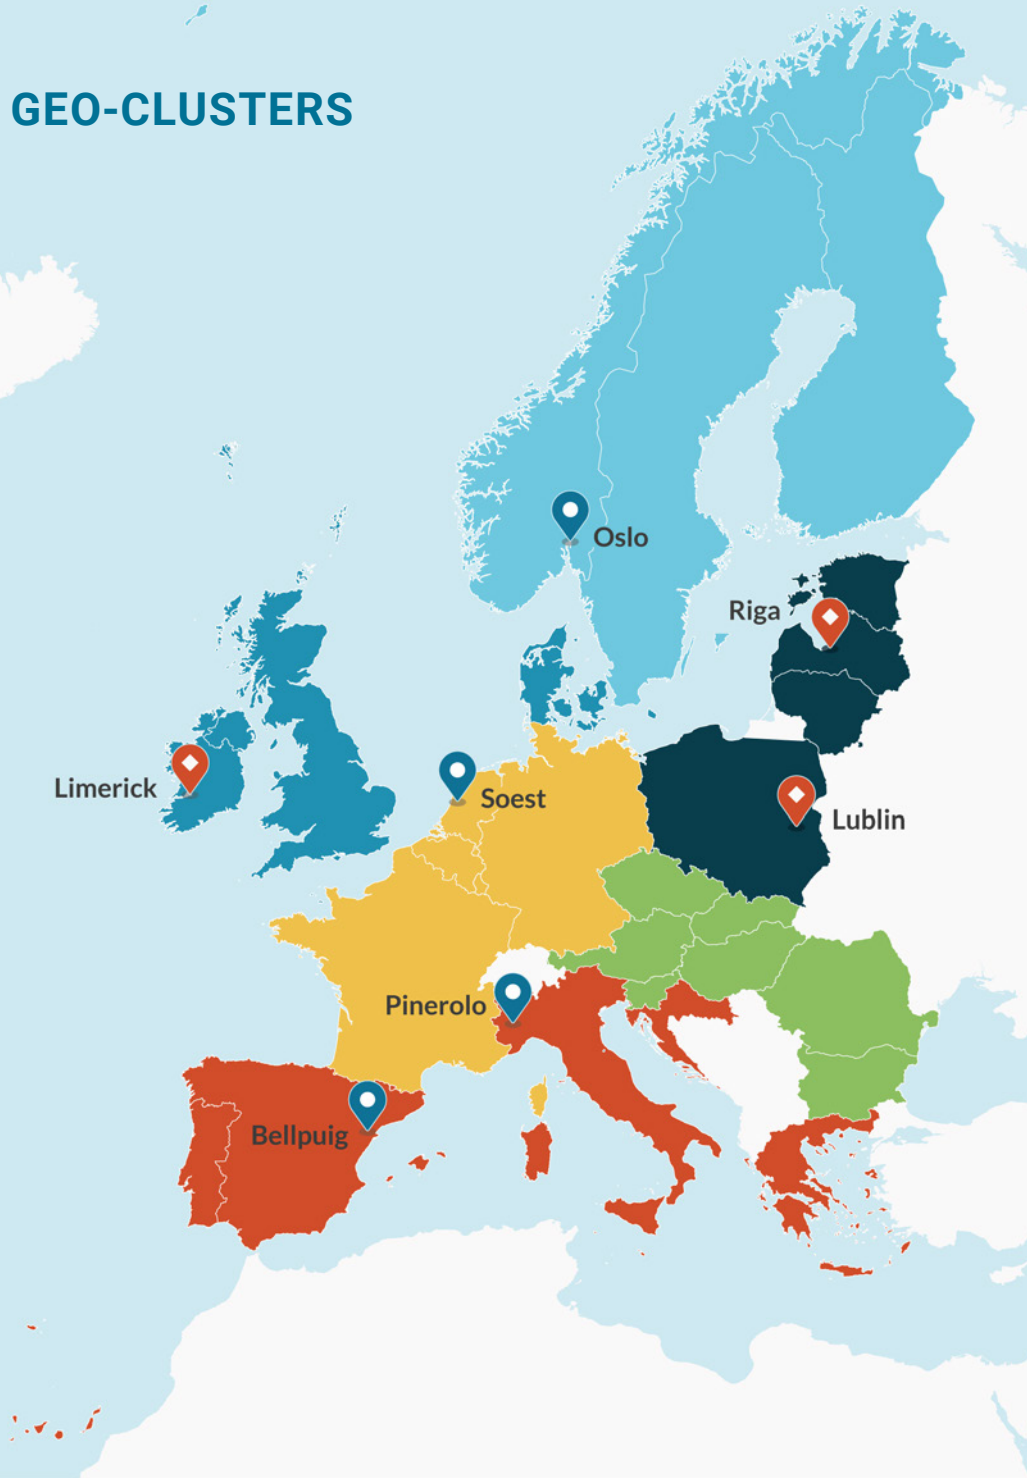 GEO-CLUSTERS
Oslo
Riga
Limerick
Soest
Lublin
Pinerolo
Bellpuig